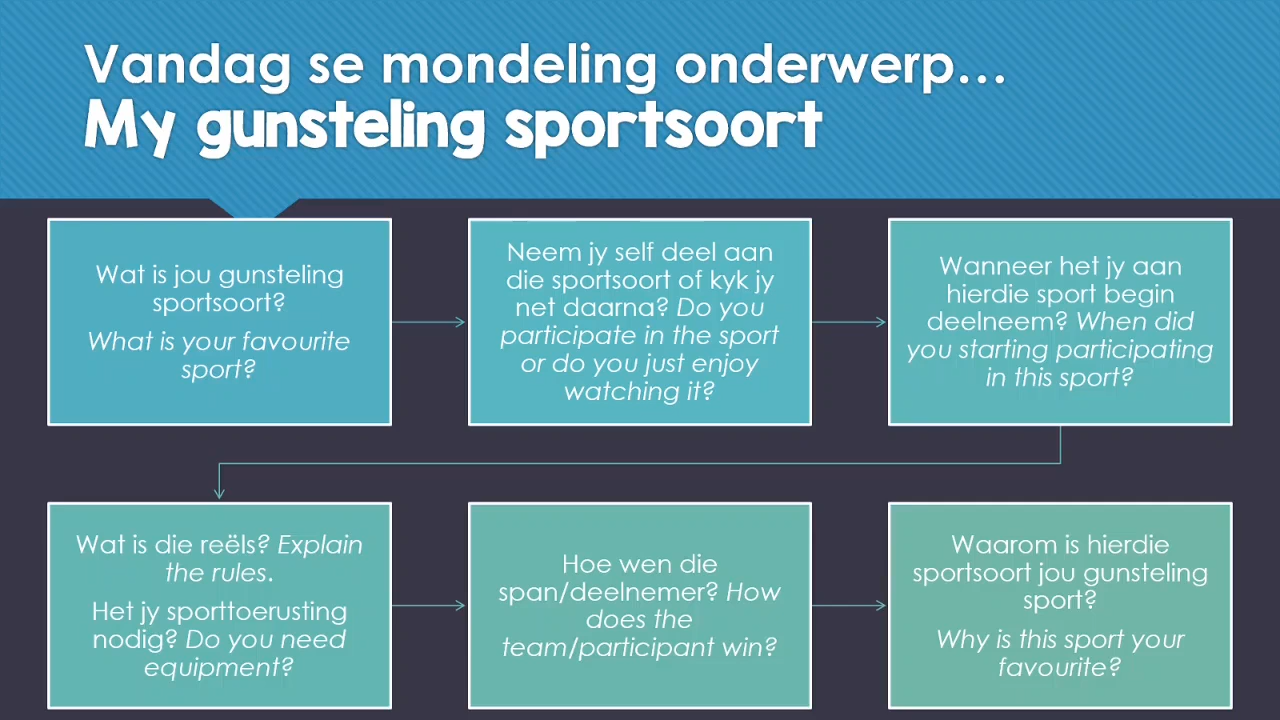 Vandag se mondeling onderwerp…
My gunsteling sportsoort
Wat is jou gunsteling
sportsoort?
What is your favourite
sport?
Neem jy self deel aan
die sportsoort of kyk jy
net daarna? Do you
participate in the sport
or do you just enjoy
watching it?
Wanneer het jy aan
hierdie sport begin
deelneem? When did
you starting participating
in this sport?
Wat is die reëls? Explain
the rules.
Het jy sporttoerusting
nodig? Do you need
equipment?
Hoe wen die
span/deelnemer? How
does the
team/participant win?
Waarom is hierdie
sportsoort jou gunsteling
sport?
Why is this sport your
favourite?